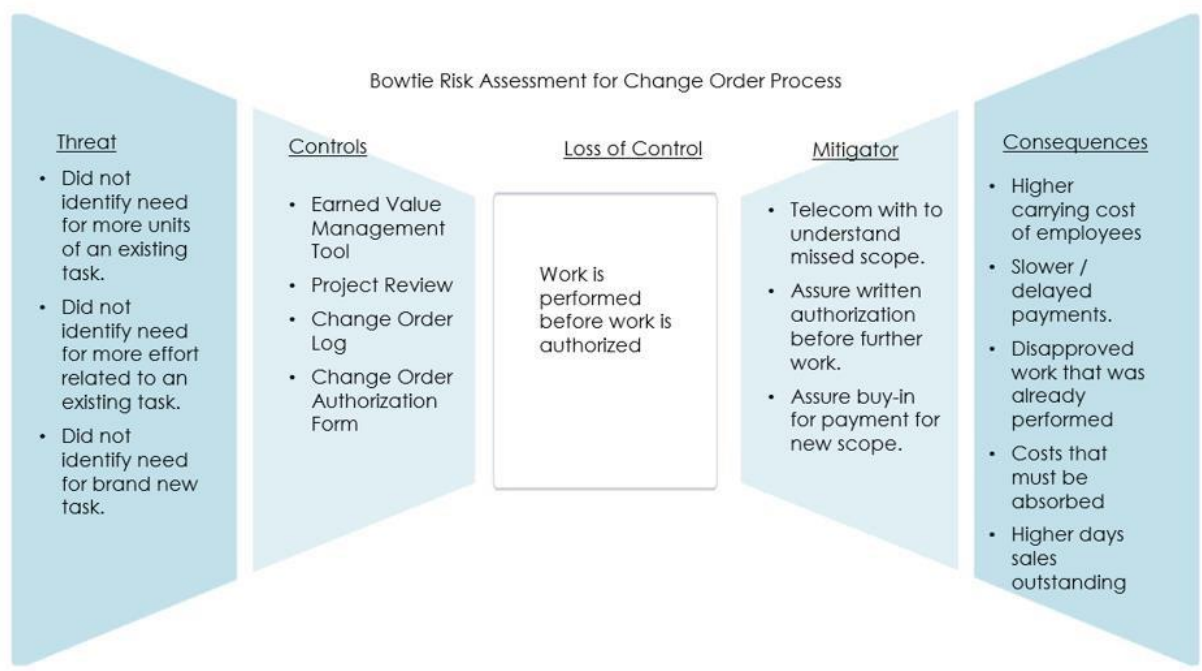 Bowtie Risk Assessment for Change Order Process
Threat
• Did not
identify need
for more units
of an existing
task.
• Did not
identify need
for more effort
related to an
existing task.
• Did not
identify need
for brand new
task.
Controls
• Earned Value
Management
Tool
• Project Review
• Change Order
Log
• Change Order
Authorization
Form
Loss of Control
Work is
performed
before work is
authorized
Mitigator
• Telecom with to
understand
missed scope.
• Assure written
authorization
before further
work.
• Assure buy-in
for payment for
new scope.
Consequences
• Higher
carrying cost
of employees
• Slower /
delayed
payments.
• Disapproved
work that was
already
performed
• Costs that
must be
absorbed
• Higher days
sales
outstanding